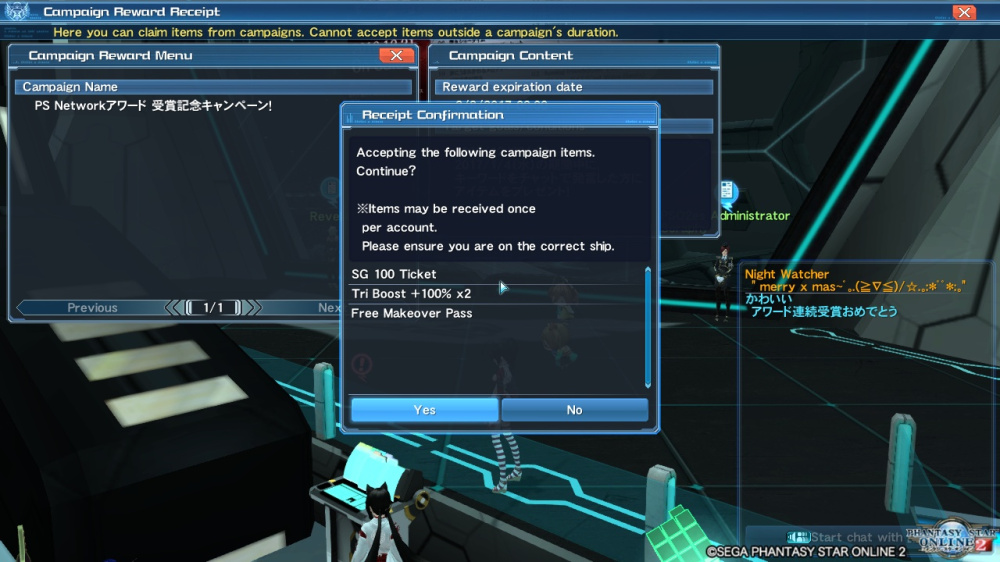 Campaign Reward Receipt
Here you can claim items from campaigns. Cannot accept items outside a campaign's duration.
Campaign Reward Menu
Campaign Name
PS Networkアワード 受賞記念キャンペーン!
Previous
1/1
Nex
Campaign Content
Reward expiration date
Receipt Confirmation
Accepting the following campaign items.
Continue?
※Items may be received once
per account.
Please ensure you are on the correct ship.
SG 100 Ticket
Tri Boost +100% x2
Free Makeover Pass
Yes
No
dministrator
Night Watcher
" merry x mas~゜。.(≧∇≦)/☆.。:*゜゜*:。"
かわいい
アワード連続受賞おめでとう
Start chat with
PHANTASY STAR
ONLINE 2
©SEGA PHANTASY STAR ONLINE 2